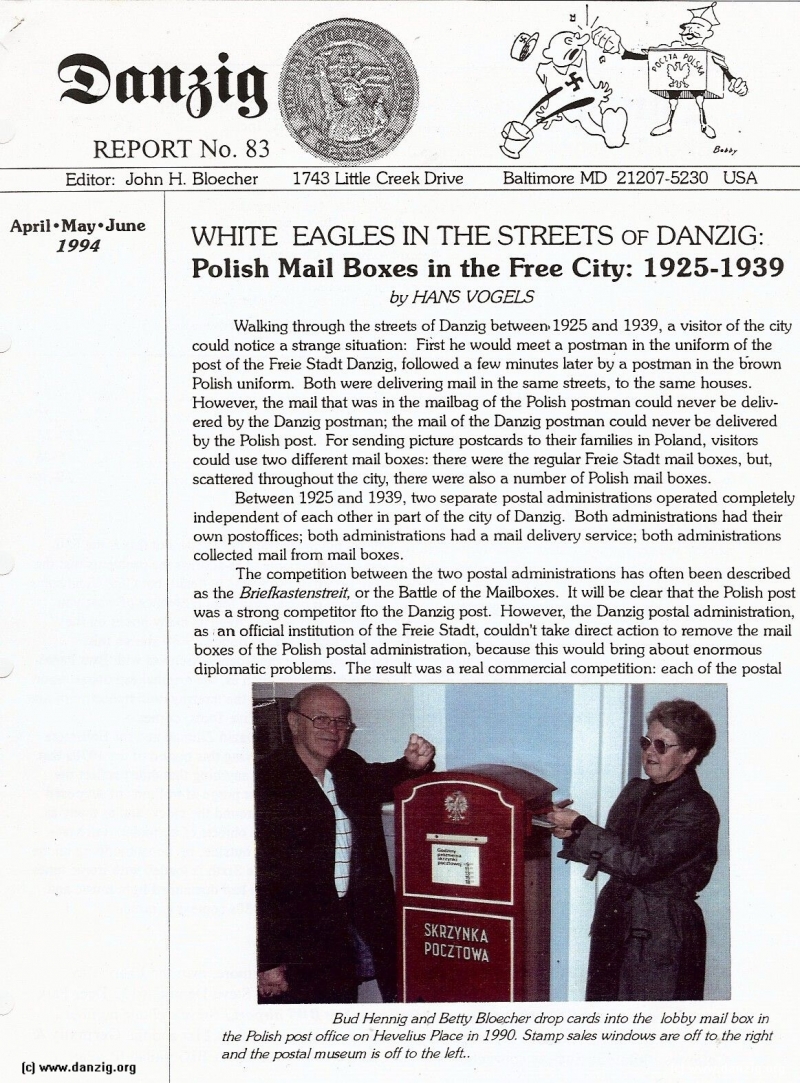 Danzig
REPORT No. 83
POCZTA POLSKA
Bobby
Editor: John H. Bloecher 1743 Little Creek Drive Baltimore MD 21207-5230 USA
April•May•June
1994
WHITE EAGLES IN THE STREETS OF DANZIG:
Polish Mail Boxes in the Free City: 1925-1939
by HANS VOGELS
Walking through the streets of Danzig between 1925 and 1939, a visitor of the city
could notice a strange situation: First he would meet a postman in the uniform of the
post of the Freie Stadt Danzig, followed a few minutes later by a postman in the brown
Polish uniform. Both were delivering mail in the same streets, to the same houses.
However, the mail that was in the mailbag of the Polish postman could never be deliv-
ered by the Danzig postman; the mail of the Danzig postman could never be delivered
by the Polish post. For sending picture postcards to their families in Poland, visitors
could use two different mail boxes: there were the regular Freie Stadt mail boxes, but,
scattered throughout the city, there were also a number of Polish mail boxes.
Between 1925 and 1939, two separate postal administrations operated completely
independent of each other in part of the city of Danzig. Both administrations had their
own postoffices; both administrations had a mail delivery service; both administrations
collected mail from mail boxes.
The competition between the two postal administrations has often been described
as the Briefkastenstreit, or the Battle of the Mailboxes. It will be clear that the Polish post
was a strong competitor fto the Danzig post. However, the Danzig postal administration,
as an official institution of the Freie Stadt, couldn't take direct action to remove the mail
boxes of the Polish postal administration, because this would bring about enormous
diplomatic problems. The result was a real commercial competition: each of the postal
SKRZYNKA
POCZTOWA
Bud Hennig and Betty Bloecher drop cards into the lobby mail box in
the Polish post office on Hevelius Place in 1990. Stamp sales windows are off to the right
and the postal museum is off to the left..
(c) www.danzig.org